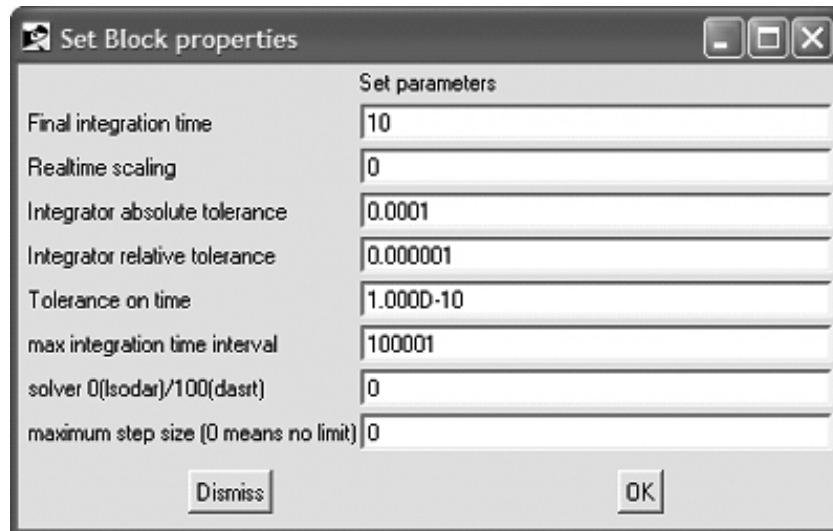 Set Block properties
Set parameters
Final integration time 10
Realtime scaling 0
Integrator absolute tolerance 0.0001
Integrator relative tolerance 0.000001
Tolerance on time 1.000D-10
max integration time interval 100001
solver 0(lsodar)/100(dasrt) 0
maximum step size (0 means no limit) 0
Dismiss OK